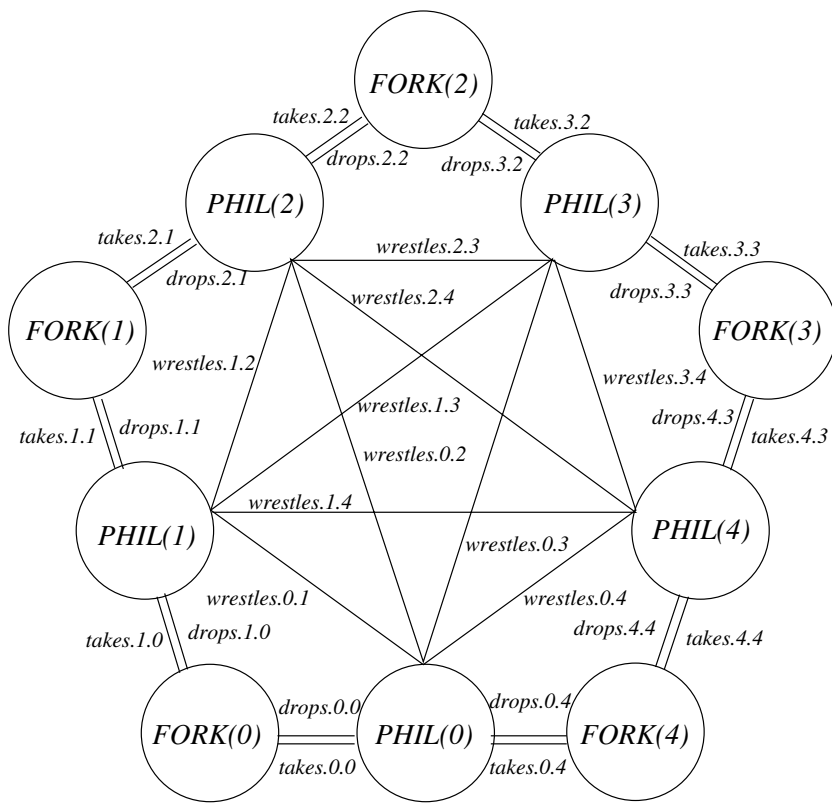 FORK(2)
takes.2.2
takes.3.2
drops.2.2
drops.3.2
PHIL(2)
PHIL(3)
takes.2.1
wrestles.2.3
takes.3.3
drops.2.1
drops.3.3
wrestles.2.4
FORK(1)
FORK(3)
wrestles.1.2
wrestles.3.4
wrestles.1.3
drops.4.3
takes.1.1
drops.1.1
takes.4.3
wrestles.0.2
wrestles.1.4
PHIL(1)
PHIL(4)
wrestles.0.3
wrestles.0.1
wrestles.0.4
drops.1.0
drops.4.4
takes.1.0
takes.4.4
drops.0.0
drops.0.4
FORK(0)
PHIL(0)
FORK(4)
takes.0.0
takes.0.4